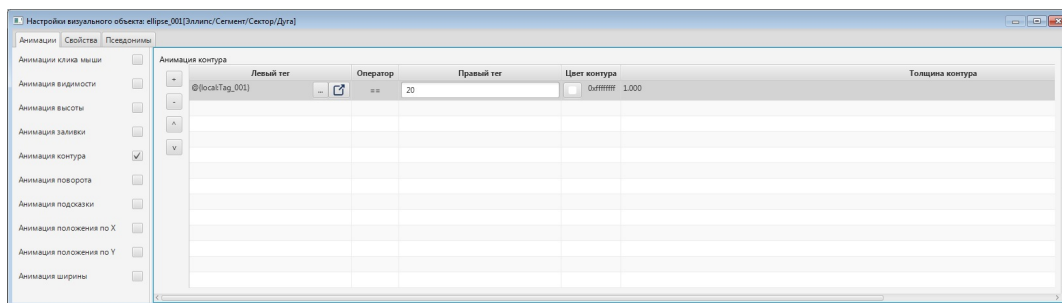 Настройки визуального объекта: ellipse_001[Эллипс/Сегмент/Сектор/Дуга]
Анимации Свойства Псевдонимы
Анимации клика мыши
Анимация видимости
Анимация высоты
Анимация заливки
Анимация контура
Анимация поворота
Анимация подсказки
Анимация положения по X
Анимация положения по Y
Анимация ширины
Анимация контура
+
-
^
v
Левый тег Оператор Правый тег Цвет контура Толщина контура
@{local:Tag_001} ... == 20 0xffffffff 1.000